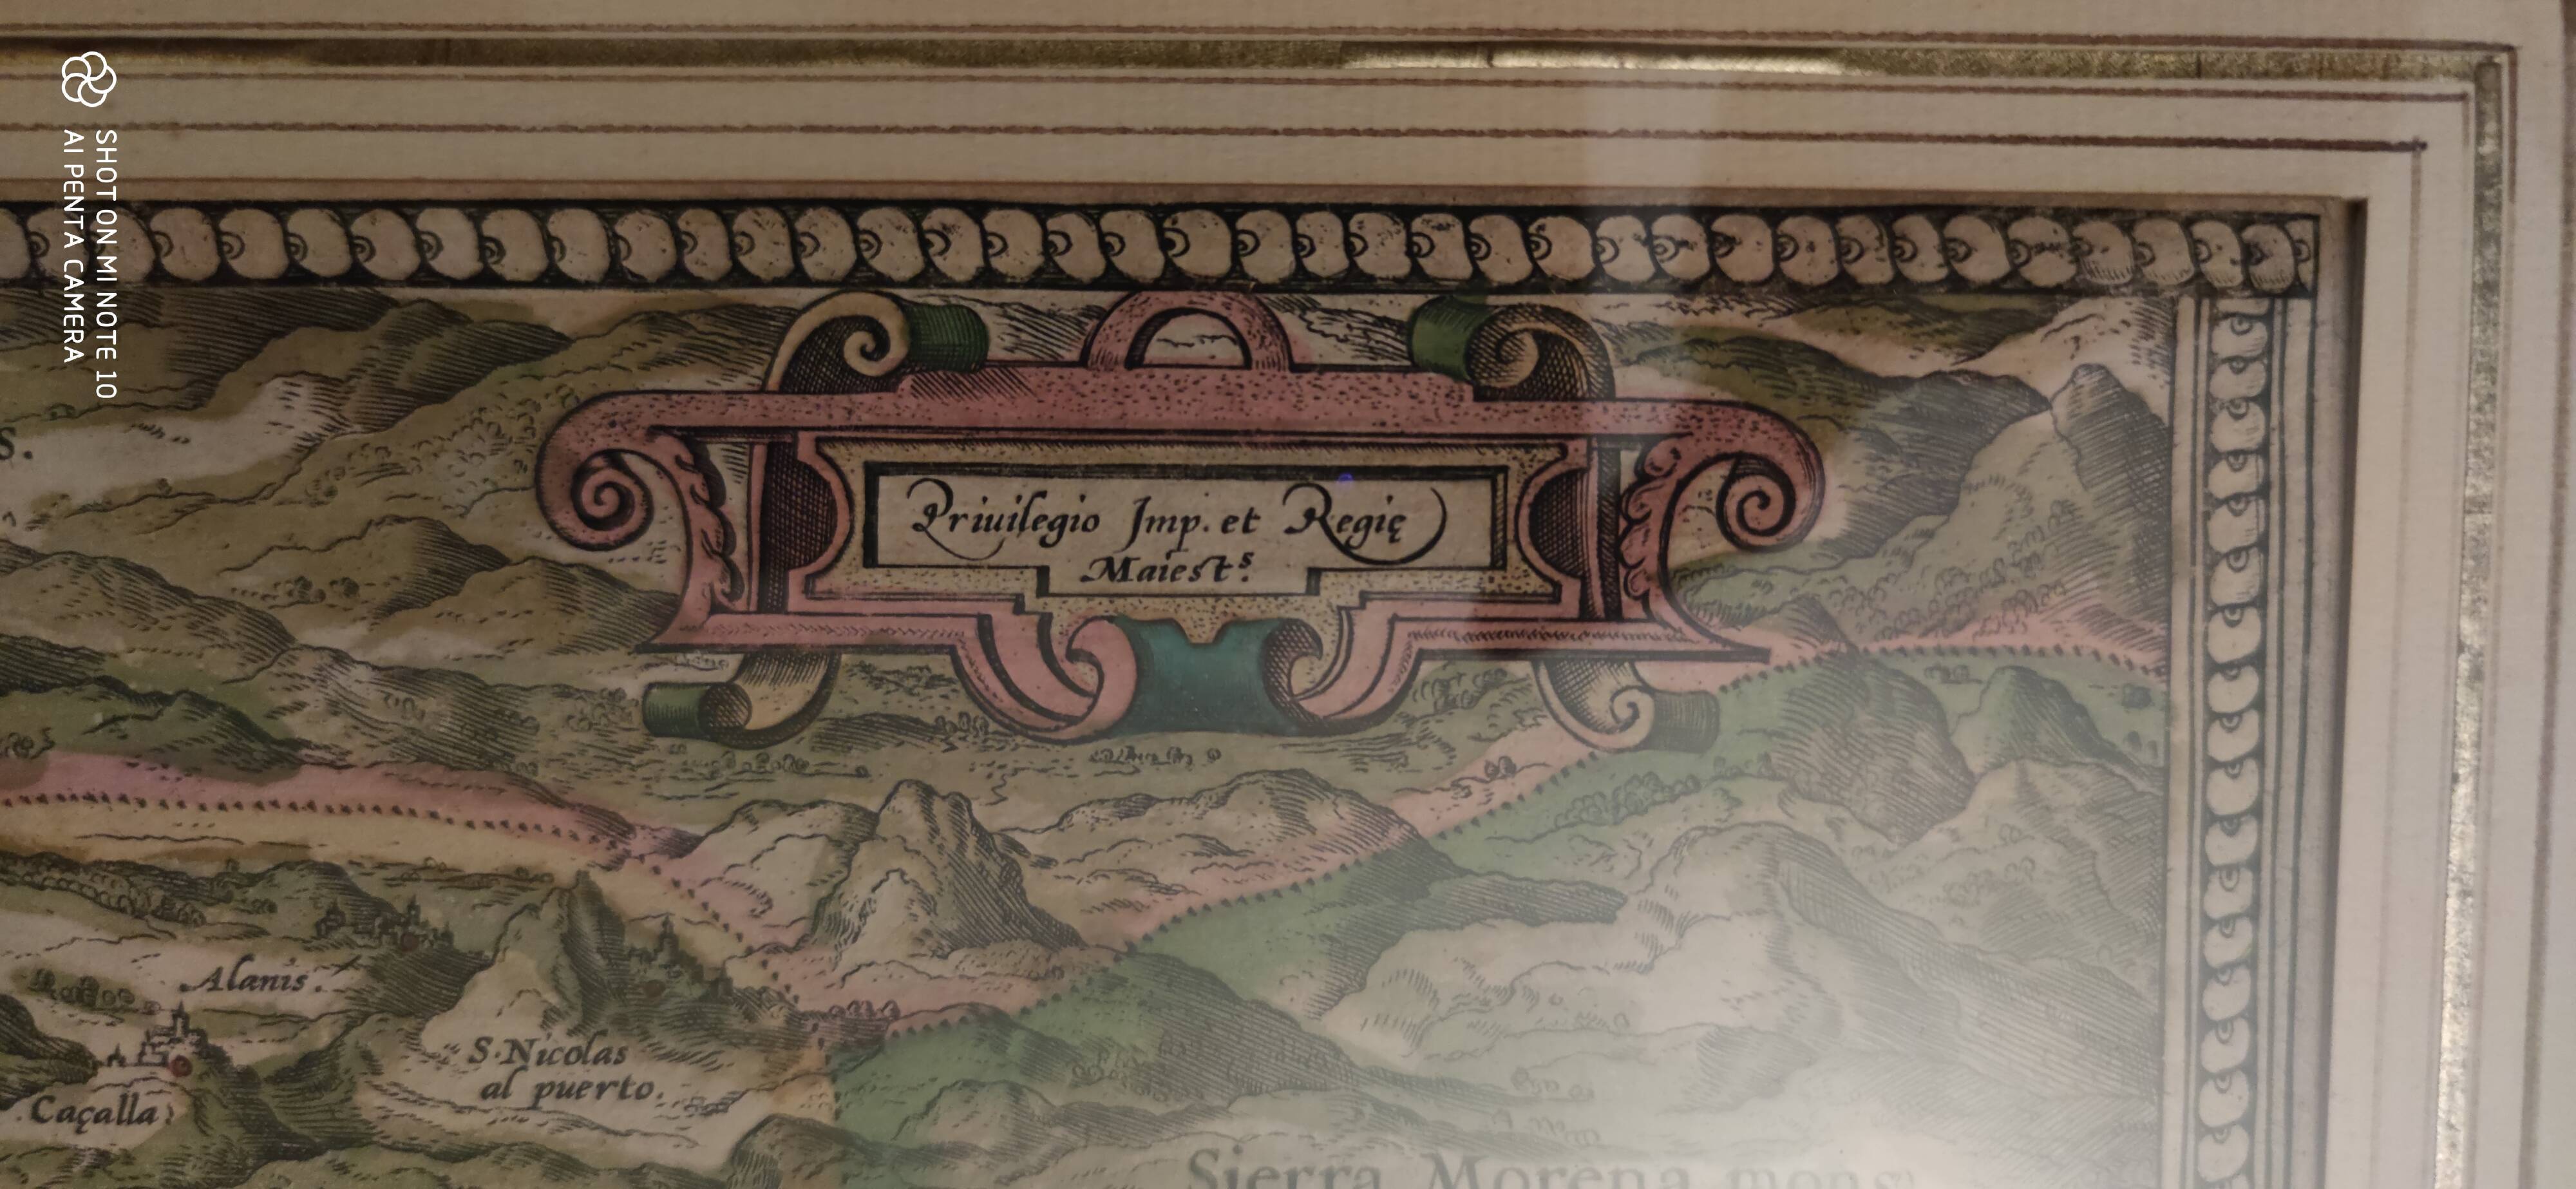 SHOT ON MI NOTE 10
AI PENTA CAMERA
s.
Priuilegio Imp. et Regię
Maiest.s
Alanis.
S. Nicolas
al puerto.
Caçalla
Sierra Morena mons